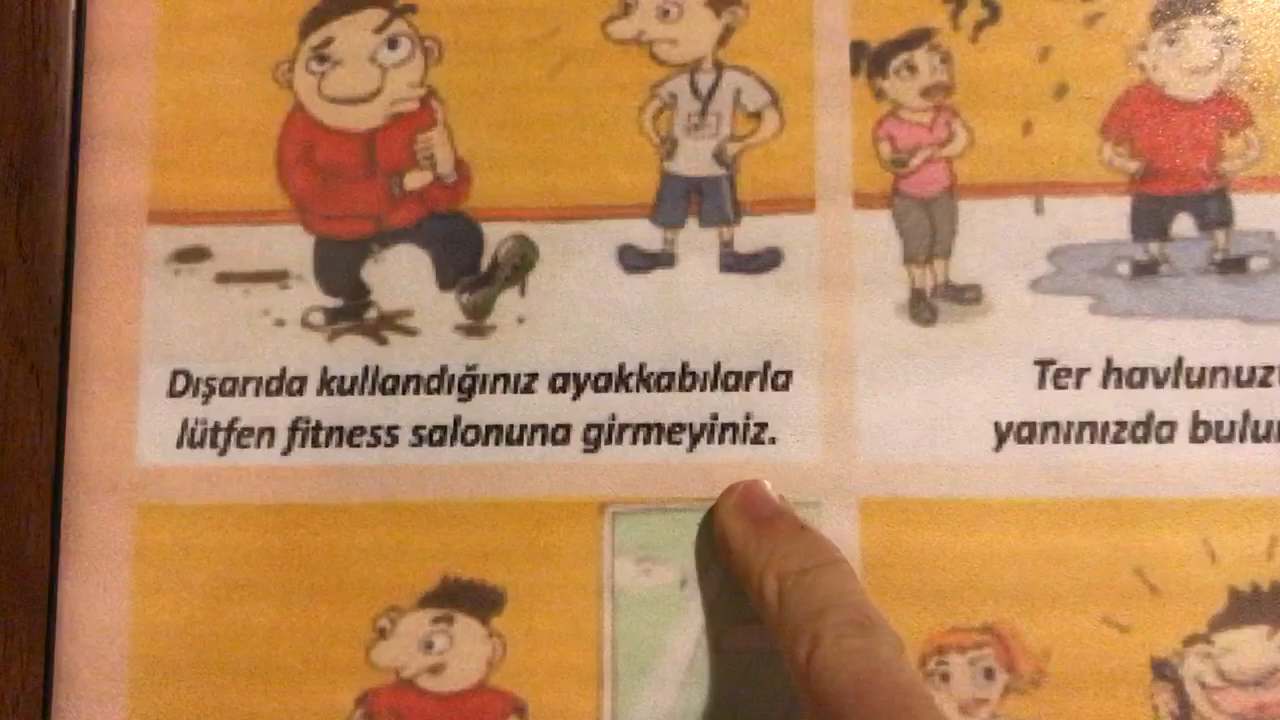 Dışarıda kullandığınız ayakkabılarla
lütfen fitness salonuna girmeyiniz.
Ter havlunuz
yanınızda